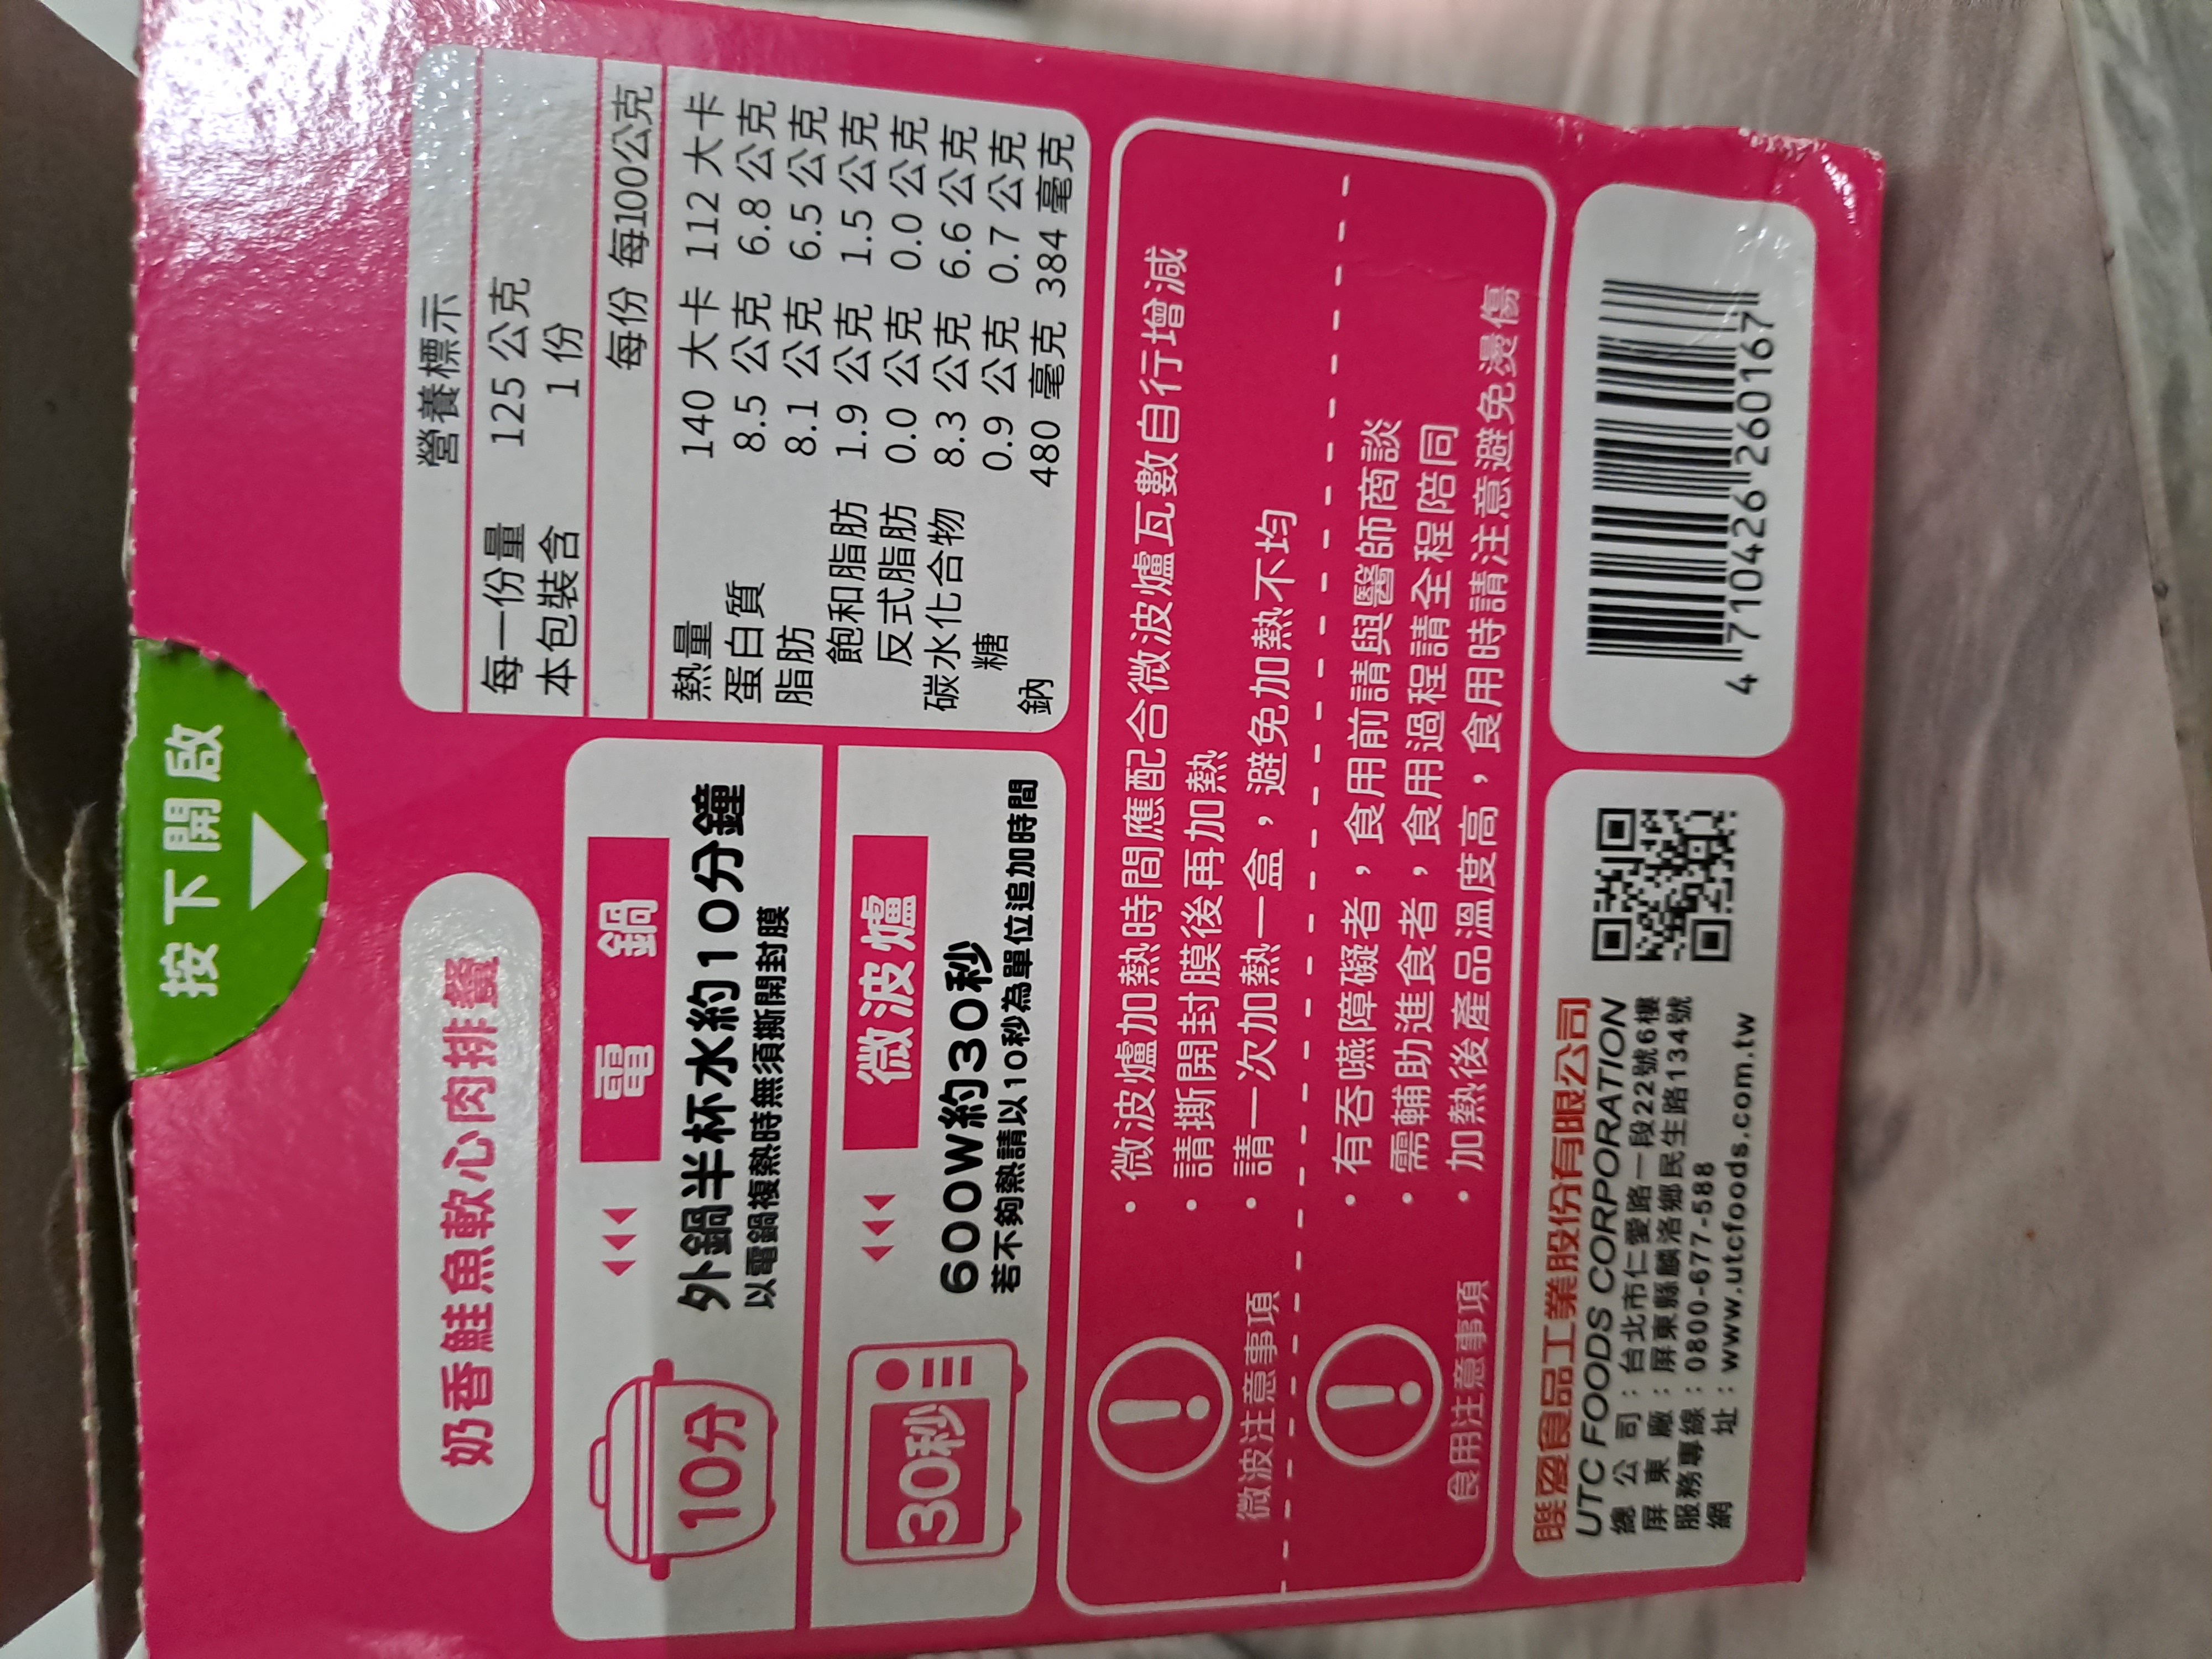 按下開啟
奶香鮭魚軟心肉排餐
電鍋
外鍋半杯水約10分鐘
以電鍋複熱時無須撕開封膜
10分
微波爐
600W約30秒
若不夠熱請以10秒為單位追加時間
30秒
營養標示
每一份量 125 公克
本包裝含 1 份
每份 每100公克
熱量 140 大卡 112 大卡
蛋白質 8.5 公克 6.8 公克
脂肪 8.1 公克 6.5 公克
飽和脂肪 1.9 公克 1.5 公克
反式脂肪 0.0 公克 0.0 公克
碳水化合物 8.3 公克 6.6 公克
糖 0.9 公克 0.7 公克
鈉 480 毫克 384 毫克
微波注意事項
・微波爐加熱時間應配合微波爐瓦數自行增減
・請撕開封膜後再加熱
・請一次加熱一盒，避免加熱不均
食用注意事項
・有吞嚥障礙者，食用前請與醫師商談
・需輔助進食者，食用過程請全程陪同
・加熱後產品溫度高，食用時請注意避免燙傷
聯夏食品工業股份有限公司
UTC FOODS CORPORATION
總公司：台北市仁愛路一段22號6樓
屏東廠：屏東縣麟洛鄉民生路134號
服務專線：0800-677-588
網址：www.utcfoods.com.tw
4 710426 260167